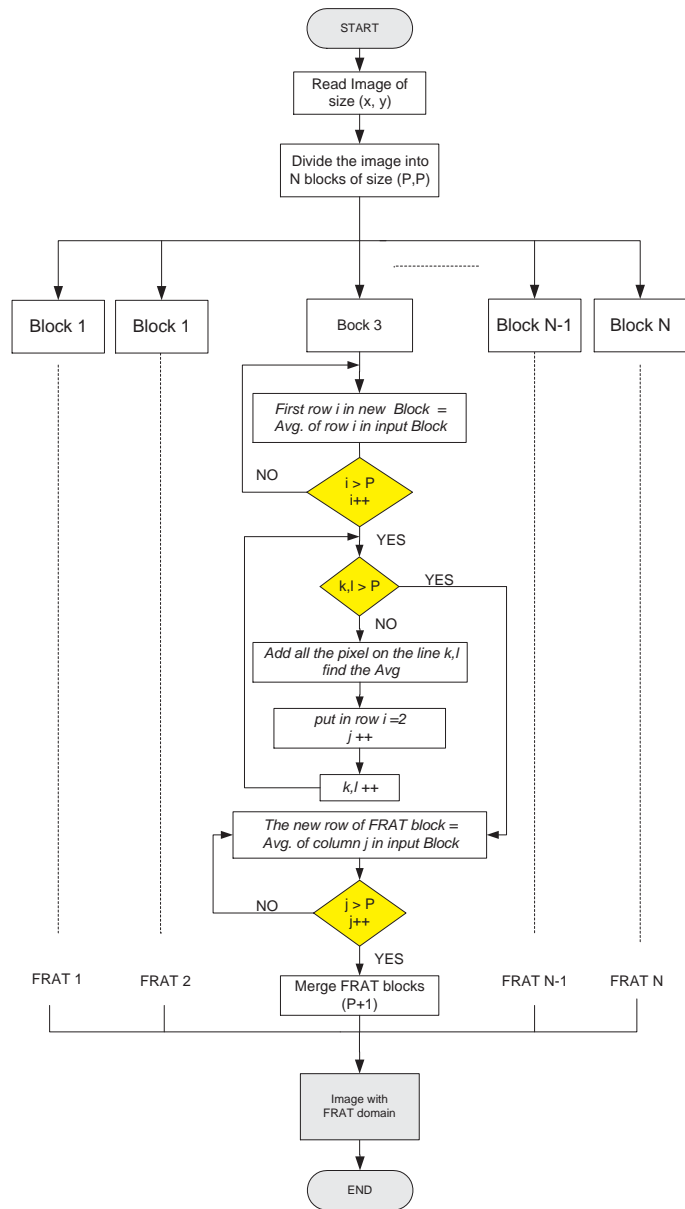 START
Read Image of
size (x, y)
Divide the image into
N blocks of size (P,P)
Block 1
Block 1
Bock 3
Block N-1
Block N
First row i in new Block =
Avg. of row i in input Block
NO
i > P
i++
YES
k,l > P
YES
NO
Add all the pixel on the line k,l
find the Avg
put in row i =2
j ++
k,l ++
The new row of FRAT block =
Avg. of column j in input Block
NO
j > P
j++
YES
FRAT 1
FRAT 2
Merge FRAT blocks
(P+1)
FRAT N-1
FRAT N
Image with
FRAT domain
END